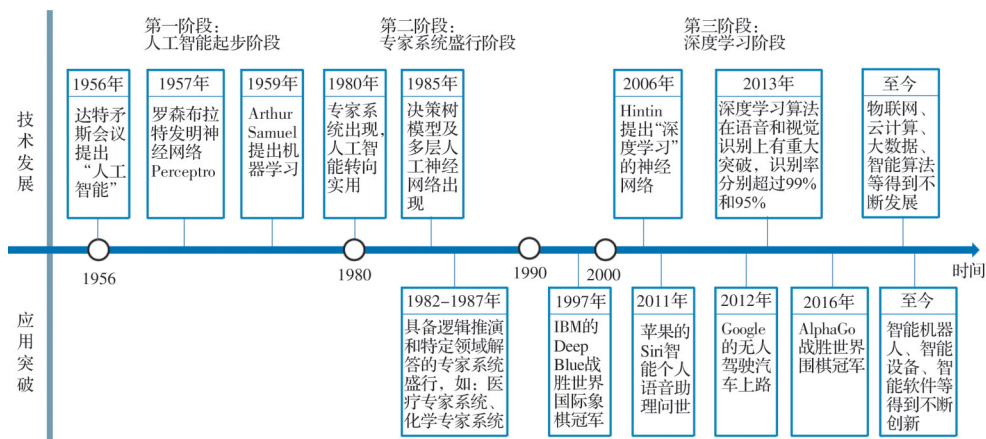 第一阶段：
人工智能起步阶段
第二阶段：
专家系统盛行阶段
第三阶段：
深度学习阶段
技术发展
1956年
达特矛
斯会议
提出
“人工
智能”
1957年
罗森布拉
特发明神
经网络
Perceptro
1959年
Arthur
Samuel
提出机
器学习
1980年
专家系
统出现，
人工智
能转向
实用
1985年
决策树
模型及
多层人
工神经
网络出
现
2006年
Hintin
提出“深
度学习”
的神经
网络
2013年
深度学习算法
在语音和视觉
识别上有重大
突破，识别率
分别超过99%
和95%
至今
物联网、
云计算、
大数据、
智能算法
等得到不
断发展
1956
1980
1990
2000
时间
应用突破
1982-1987年
具备逻辑推演
和特定领域解
答的专家系统
盛行，如：医
疗专家系统、
化学专家系统
1997年
IBM的
Deep
Blue战
胜世界
国际象
棋冠军
2011年
苹果的
Siri智
能个人
语音助
理问世
2012年
Google
的无人
驾驶汽
车上路
2016年
AlphaGo
战胜世界
围棋冠军
至今
智能机器
人、智能
设备、智
能软件等
得到不断
创新